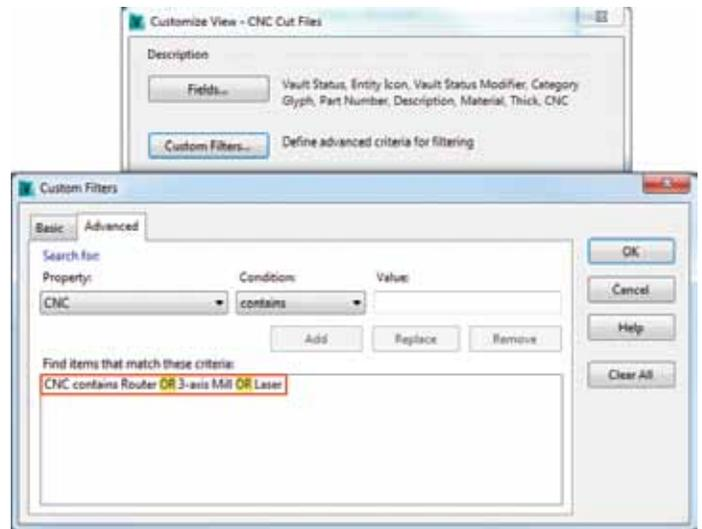 Customize View - CNC Cut Files
Description
Fields...
Vault Status, Entity Icon, Vault Status Modifier, Category
Glyph, Part Number, Description, Material, Thick, CNC
Custom Filters...
Define advanced criteria for filtering
Custom Filters
Basic
Advanced
Search for:
Property:
Condition:
Value:
CNC
contains
Add
Replace
Remove
Find items that match these criteria:
CNC contains Router OR 3-axis Mill OR Laser
OK
Cancel
Help
Clear All